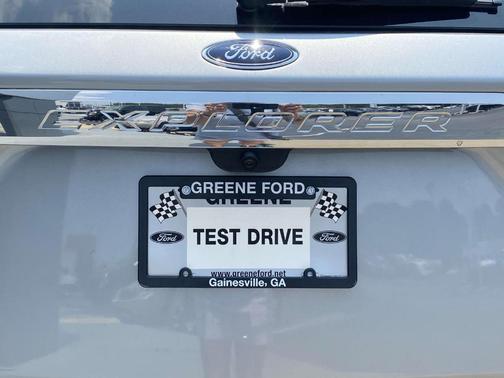 Ford
EXPLORER
GREENE FORD
GREENE
TEST DRIVE
Ford
Ford
www.greeneford.net
Gainesville, GA